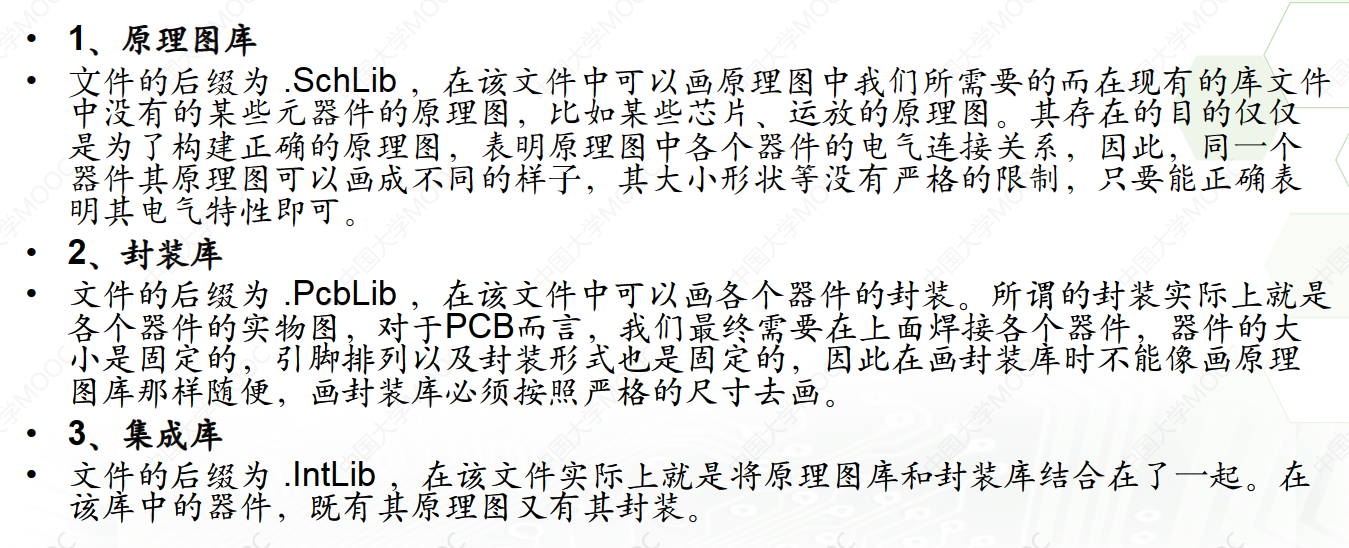 • 1、原理图库
• 文件的后缀为 .SchLib ，在该文件中可以画原理图中我们所需要的而在现有的库文件
中没有的某些元器件的原理图，比如某些芯片、运放的原理图。其存在的目的仅仅
是为了构建正确的原理图，表明原理图中各个器件的电气连接关系，因此，同一个
器件其原理图可以画成不同的样子，其大小形状等没有严格的限制，只要能正确表
明其电气特性即可。
• 2、封装库
• 文件的后缀为 .PcbLib ，在该文件中可以画各个器件的封装。所谓的封装实际上就是
各个器件的实物图，对于PCB而言，我们最终需要在上面焊接各个器件，器件的大
小是固定的，引脚排列以及封装形式也是固定的，因此在画封装库时不能像画原理
图库那样随便，画封装库必须按照严格的尺寸去画。
• 3、集成库
• 文件的后缀为 .IntLib ，在该文件实际上就是将原理图库和封装库结合在了一起。在
该库中的器件，既有其原理图又有其封装。
中国大学MOOC